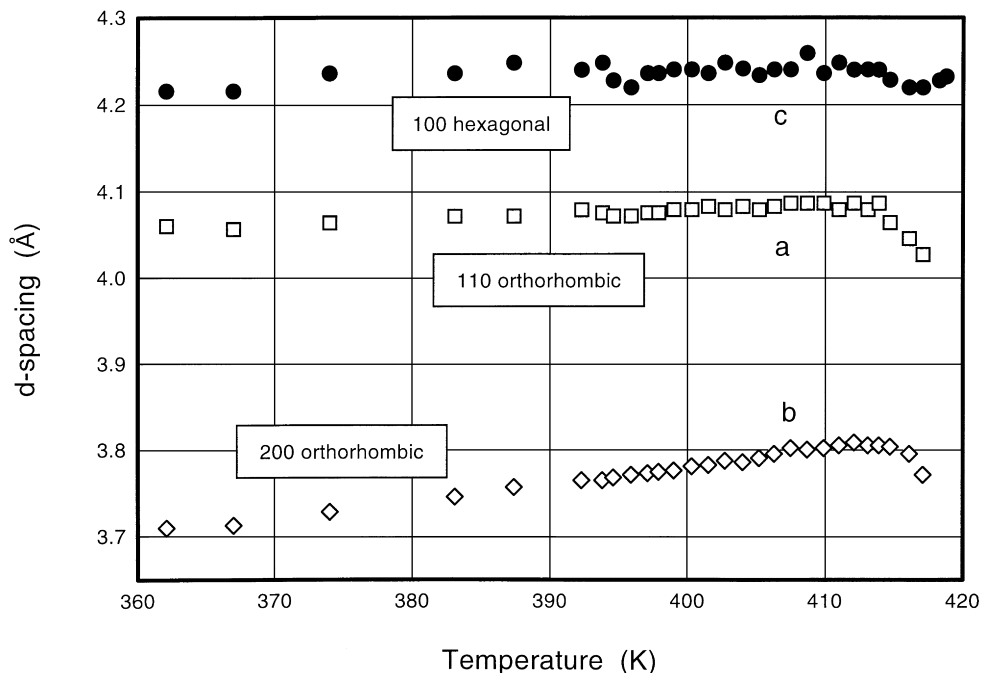 4.3
4.2
4.1
4.0
3.9
3.8
3.7
d-spacing (Å)
100 hexagonal
c
110 orthorhombic
a
200 orthorhombic
b
360 370 380 390 400 410 420
Temperature (K)